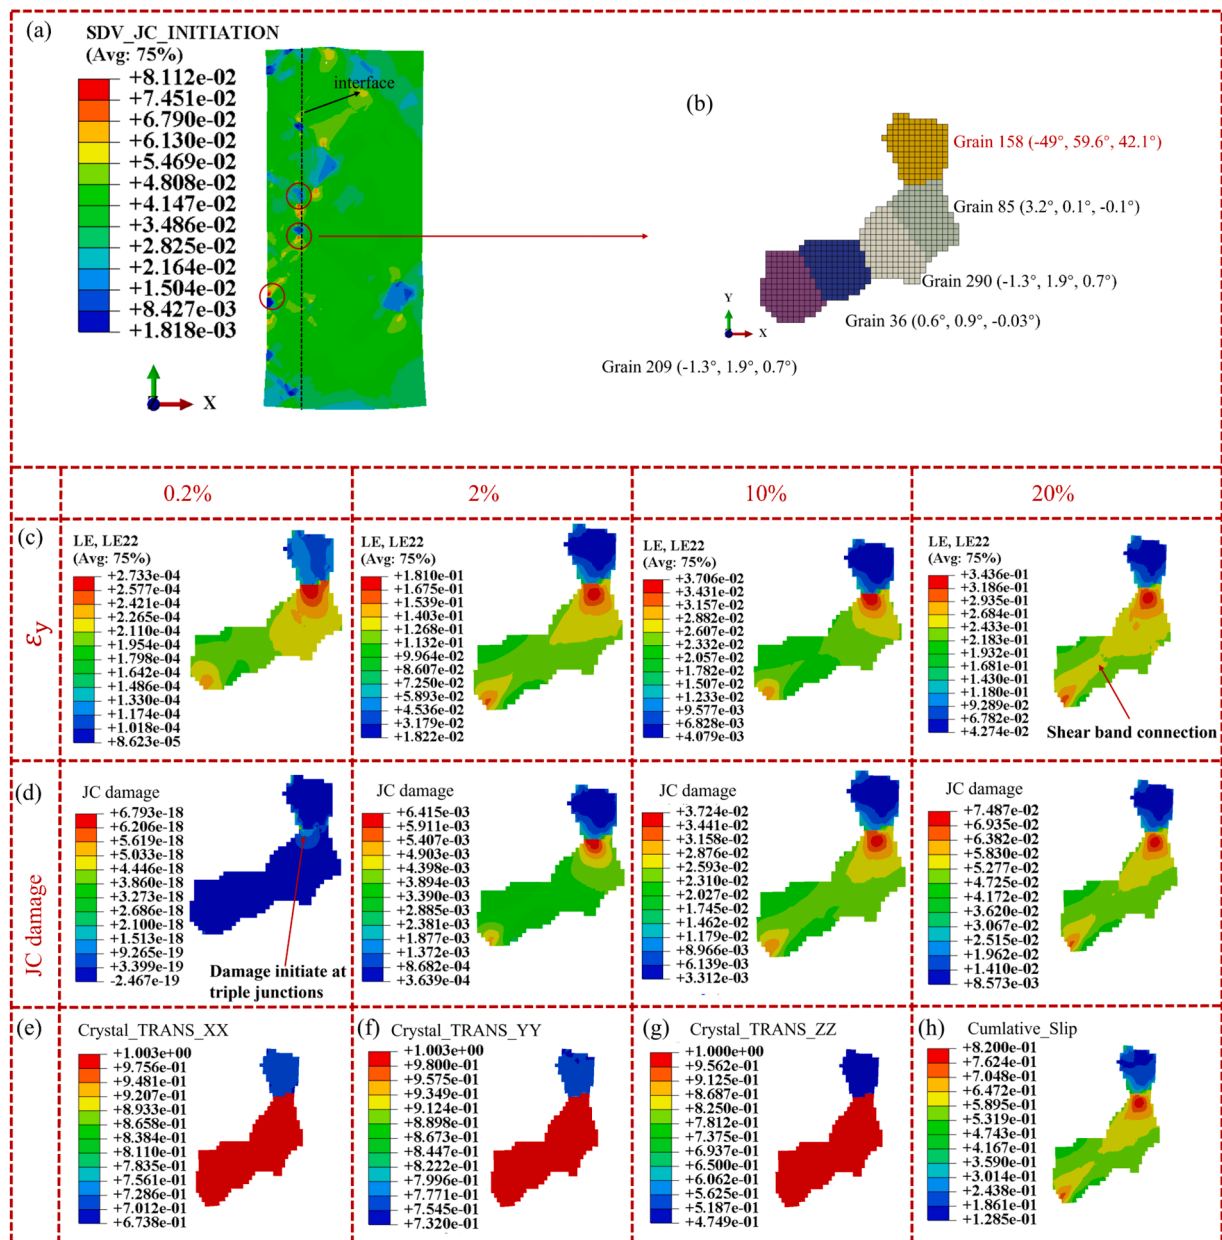 (a)
SDV_JC_INITIATION
(Avg: 75%)
+8.112e-02
+7.451e-02
+6.790e-02
+6.130e-02
+5.469e-02
+4.808e-02
+4.147e-02
+3.486e-02
+2.825e-02
+2.164e-02
+1.504e-02
+8.427e-03
+1.818e-03
interface
X
(b)
Grain 158 (-49°, 59.6°, 42.1°)
Grain 85 (3.2°, 0.1°, -0.1°)
Grain 290 (-1.3°, 1.9°, 0.7°)
Grain 36 (0.6°, 0.9°, -0.03°)
Grain 209 (-1.3°, 1.9°, 0.7°)
Y
X
0.2%
2%
10%
20%
εy
(c)
LE, LE22
(Avg: 75%)
+2.733e-04
+2.577e-04
+2.421e-04
+2.265e-04
+2.110e-04
+1.954e-04
+1.798e-04
+1.642e-04
+1.486e-04
+1.330e-04
+1.174e-04
+1.018e-04
+8.623e-05
LE, LE22
(Avg: 75%)
+1.810e-01
+1.675e-01
+1.539e-01
+1.403e-01
+1.268e-01
+1.132e-01
+9.964e-02
+8.607e-02
+7.250e-02
+5.893e-02
+4.536e-02
+3.179e-02
+1.822e-02
LE, LE22
(Avg: 75%)
+3.706e-02
+3.431e-02
+3.157e-02
+2.882e-02
+2.607e-02
+2.332e-02
+2.057e-02
+1.782e-02
+1.507e-02
+1.233e-02
+9.577e-03
+6.828e-03
+4.079e-03
LE, LE22
(Avg: 75%)
+3.436e-01
+3.186e-01
+2.935e-01
+2.684e-01
+2.433e-01
+2.183e-01
+1.932e-01
+1.681e-01
+1.430e-01
+1.180e-01
+9.289e-02
+6.782e-02
+4.274e-02
Shear band connection
JC damage
(d)
JC damage
+6.793e-18
+6.206e-18
+5.619e-18
+5.033e-18
+4.446e-18
+3.860e-18
+3.273e-18
+2.686e-18
+2.100e-18
+1.513e-18
+9.265e-19
+3.399e-19
-2.467e-19
Damage initiate at
triple junctions
JC damage
+6.415e-03
+5.911e-03
+5.407e-03
+4.903e-03
+4.398e-03
+3.894e-03
+3.390e-03
+2.885e-03
+2.381e-03
+1.877e-03
+1.372e-03
+8.682e-04
+3.639e-04
JC damage
+3.724e-02
+3.441e-02
+3.158e-02
+2.876e-02
+2.593e-02
+2.310e-02
+2.027e-02
+1.745e-02
+1.462e-02
+1.179e-02
+8.966e-03
+6.139e-03
+3.312e-03
JC damage
+7.487e-02
+6.935e-02
+6.382e-02
+5.830e-02
+5.277e-02
+4.725e-02
+4.172e-02
+3.620e-02
+3.067e-02
+2.515e-02
+1.962e-02
+1.410e-02
+8.573e-03
(e)
Crystal_TRANS_XX
+1.003e+00
+9.756e-01
+9.481e-01
+9.207e-01
+8.933e-01
+8.658e-01
+8.384e-01
+8.110e-01
+7.835e-01
+7.561e-01
+7.286e-01
+7.012e-01
+6.738e-01
(f)
Crystal_TRANS_YY
+1.003e+00
+9.800e-01
+9.575e-01
+9.349e-01
+9.124e-01
+8.898e-01
+8.673e-01
+8.447e-01
+8.222e-01
+7.996e-01
+7.771e-01
+7.545e-01
+7.320e-01
(g)
Crystal_TRANS_ZZ
+1.000e+00
+9.562e-01
+9.125e-01
+8.687e-01
+8.250e-01
+7.812e-01
+7.375e-01
+6.937e-01
+6.500e-01
+6.062e-01
+5.625e-01
+5.187e-01
+4.749e-01
(h)
Cumlative_Slip
+8.200e-01
+7.624e-01
+7.048e-01
+6.472e-01
+5.895e-01
+5.319e-01
+4.743e-01
+4.167e-01
+3.590e-01
+3.014e-01
+2.438e-01
+1.861e-01
+1.285e-01